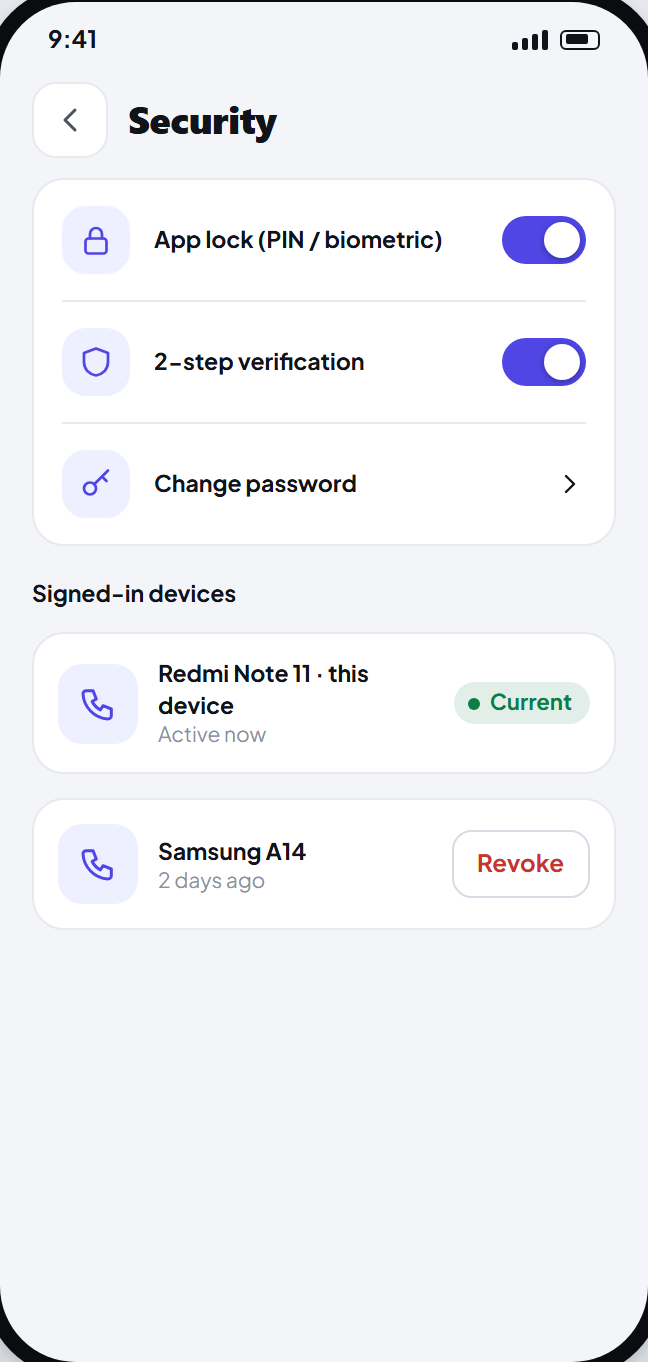 9:41
Security
App lock (PIN / biometric)
2-step verification
Change password
Signed-in devices
Redmi Note 11 · this
device
Active now
Current
Samsung A14
2 days ago
Revoke